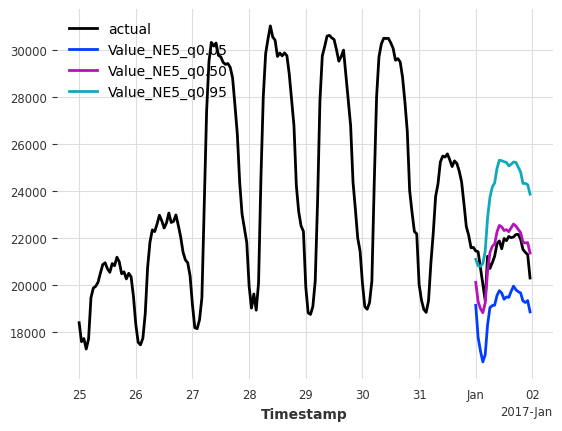 actual
Value_NE5_q0.05
Value_NE5_q0.50
Value_NE5_q0.95
30000
28000
26000
24000
22000
20000
18000
25 26 27 28 29 30 31 Jan 02
2017-Jan
Timestamp